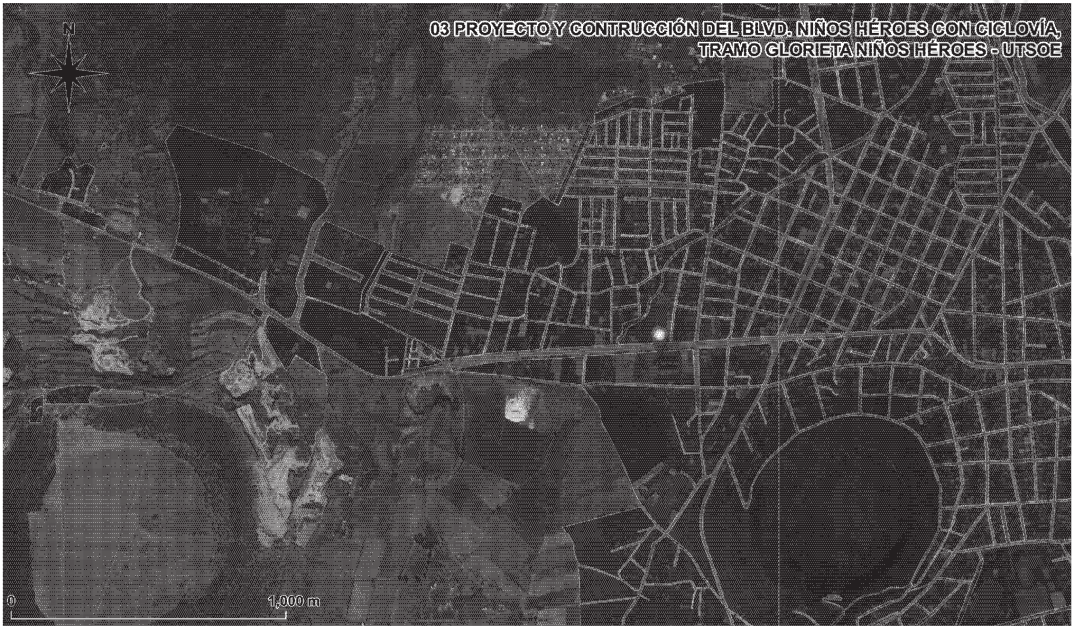 03 PROYECTO Y CONTRUCCIÓN DEL BLVD. NIÑOS HÉROES CON CICLOVÍA,
TRAMO GLORIETA NIÑOS HÉROES - UTSOE
N
0 1,000 m